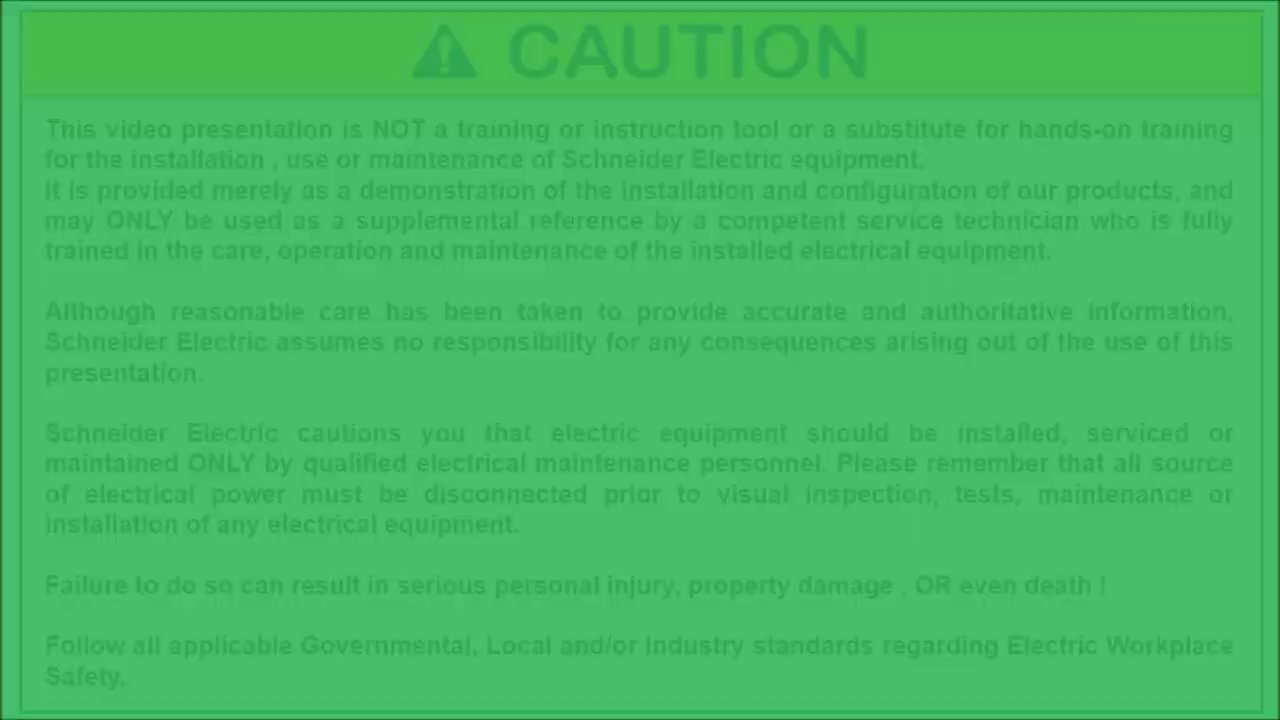 CAUTION
This video presentation is NOT a training or instruction tool or a substitute for hands-on training
for the installation , use or maintenance of Schneider Electric equipment.
It is provided merely as a demonstration of the installation and configuration of our products, and
may ONLY be used as a supplemental reference by a competent service technician who is fully
trained in the care, operation and maintenance of the installed electrical equipment.
Although reasonable care has been taken to provide accurate and authoritative information,
Schneider Electric assumes no responsibility for any consequences arising out of the use of this
presentation.
Schneider Electric cautions you that electric equipment should be installed, serviced or
maintained ONLY by qualified electrical maintenance personnel. Please remember that all source
of electrical power must be disconnected prior to visual inspection, tests, maintenance or
installation of any electrical equipment.
Failure to do so can result in serious personal injury, property damage , OR even death !
Follow all applicable Governmental, Local and/or Industry standards regarding Electric Workplace
Safety.